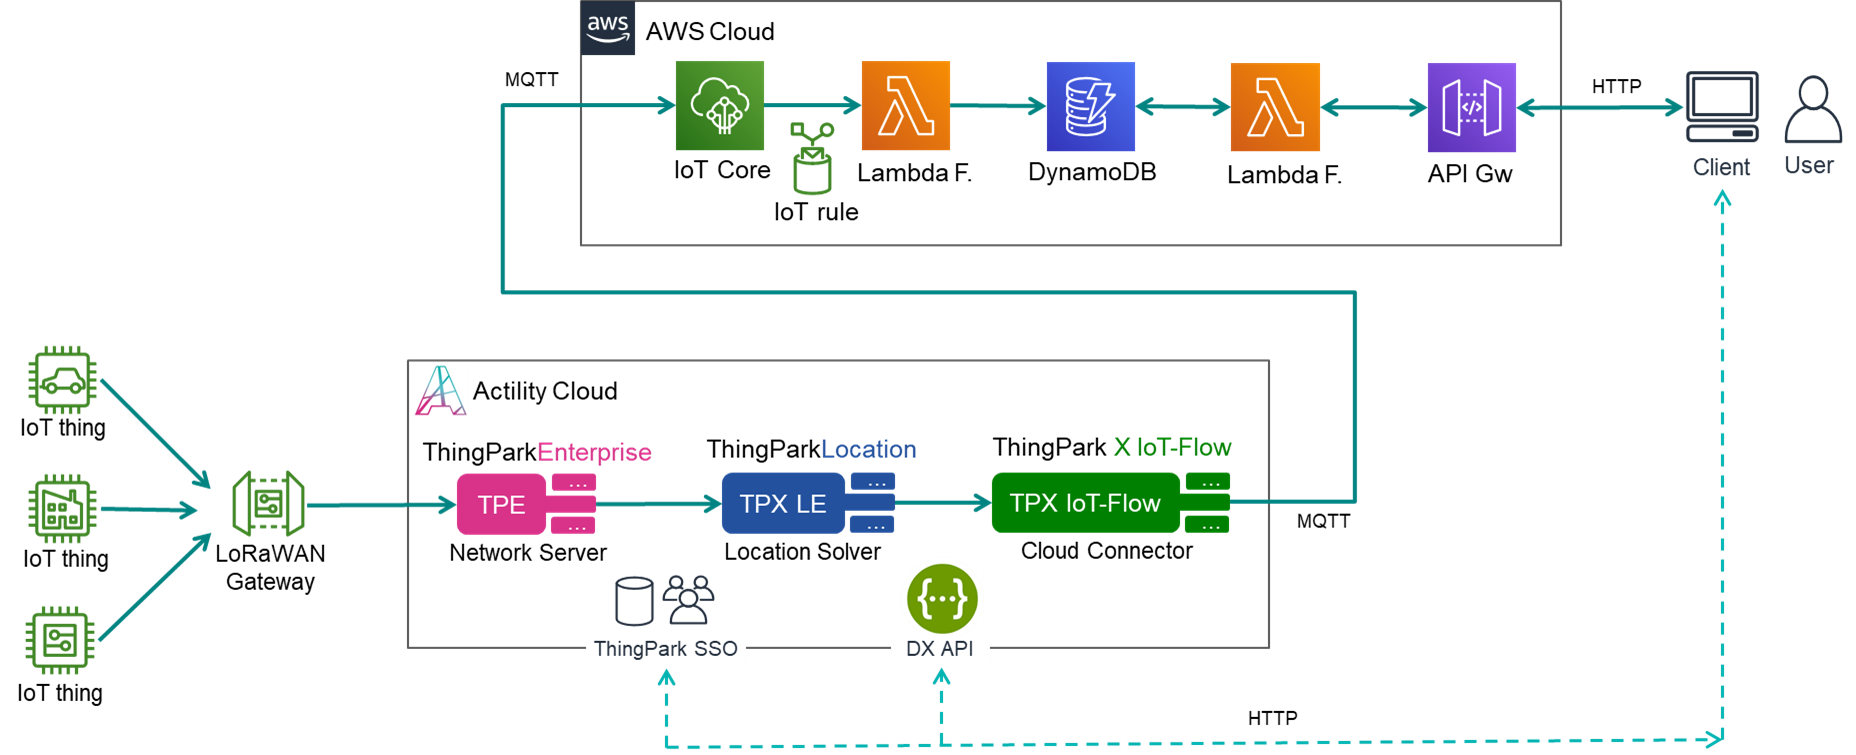 aws
AWS Cloud
MQTT
HTTP
IoT Core
Lambda F.
DynamoDB
Lambda F.
API Gw
Client
User
IoT rule
Actility Cloud
IoT thing
ThingParkEnterprise
ThingParkLocation
ThingPark X IoT-Flow
...
...
...
TPE
TPX LE
TPX IoT-Flow
...
...
...
MQTT
Network Server
Location Solver
Cloud Connector
IoT thing
LoRaWAN
Gateway
{...}
ThingPark SSO
DX API
IoT thing
HTTP